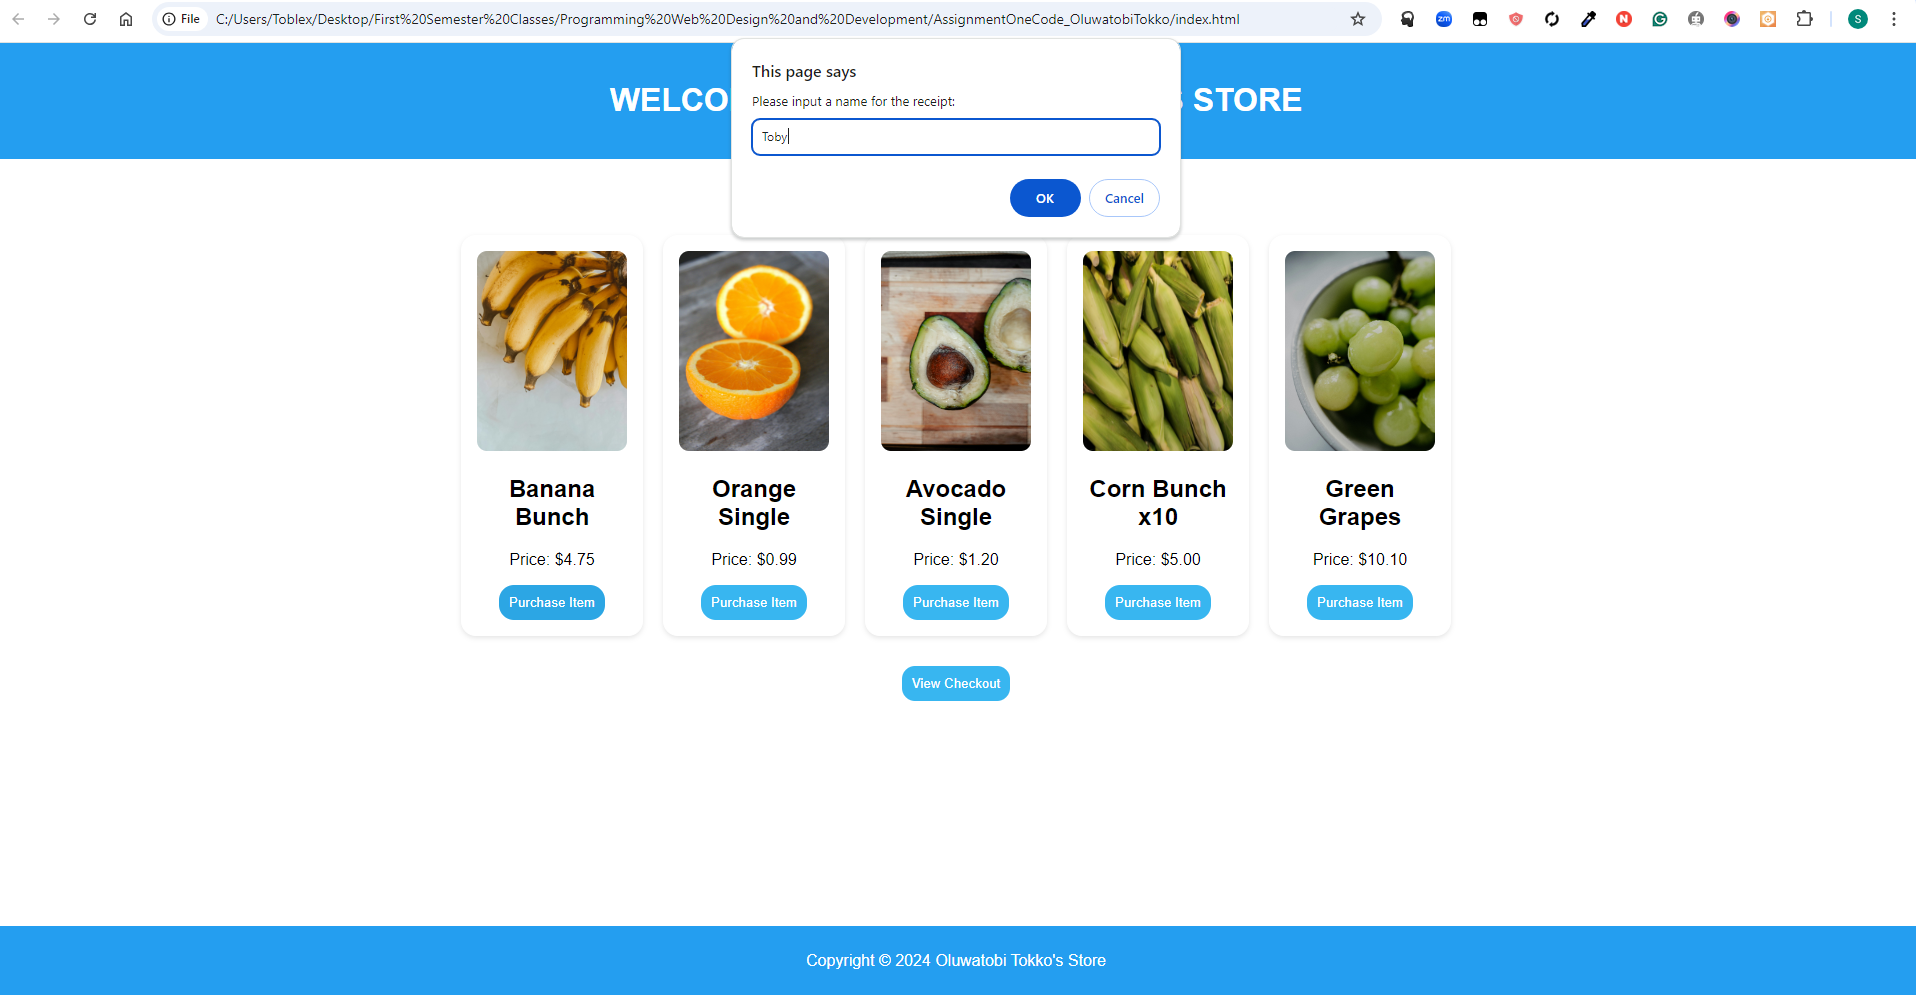 File C:/Users/Toblex/Desktop/First%20Semester%20Classes/Programming%20Web%20Design%20and%20Development/AssignmentOneCode_OluwatobiTokko/index.html zm N G S
This page says
Please input a name for the receipt:
Toby
OK Cancel
STORE
Banana Bunch
Price: $4.75
Purchase Item
Orange Single
Price: $0.99
Purchase Item
Avocado Single
Price: $1.20
Purchase Item
Corn Bunch x10
Price: $5.00
Purchase Item
Green Grapes
Price: $10.10
Purchase Item
View Checkout
Copyright © 2024 Oluwatobi Tokko's Store